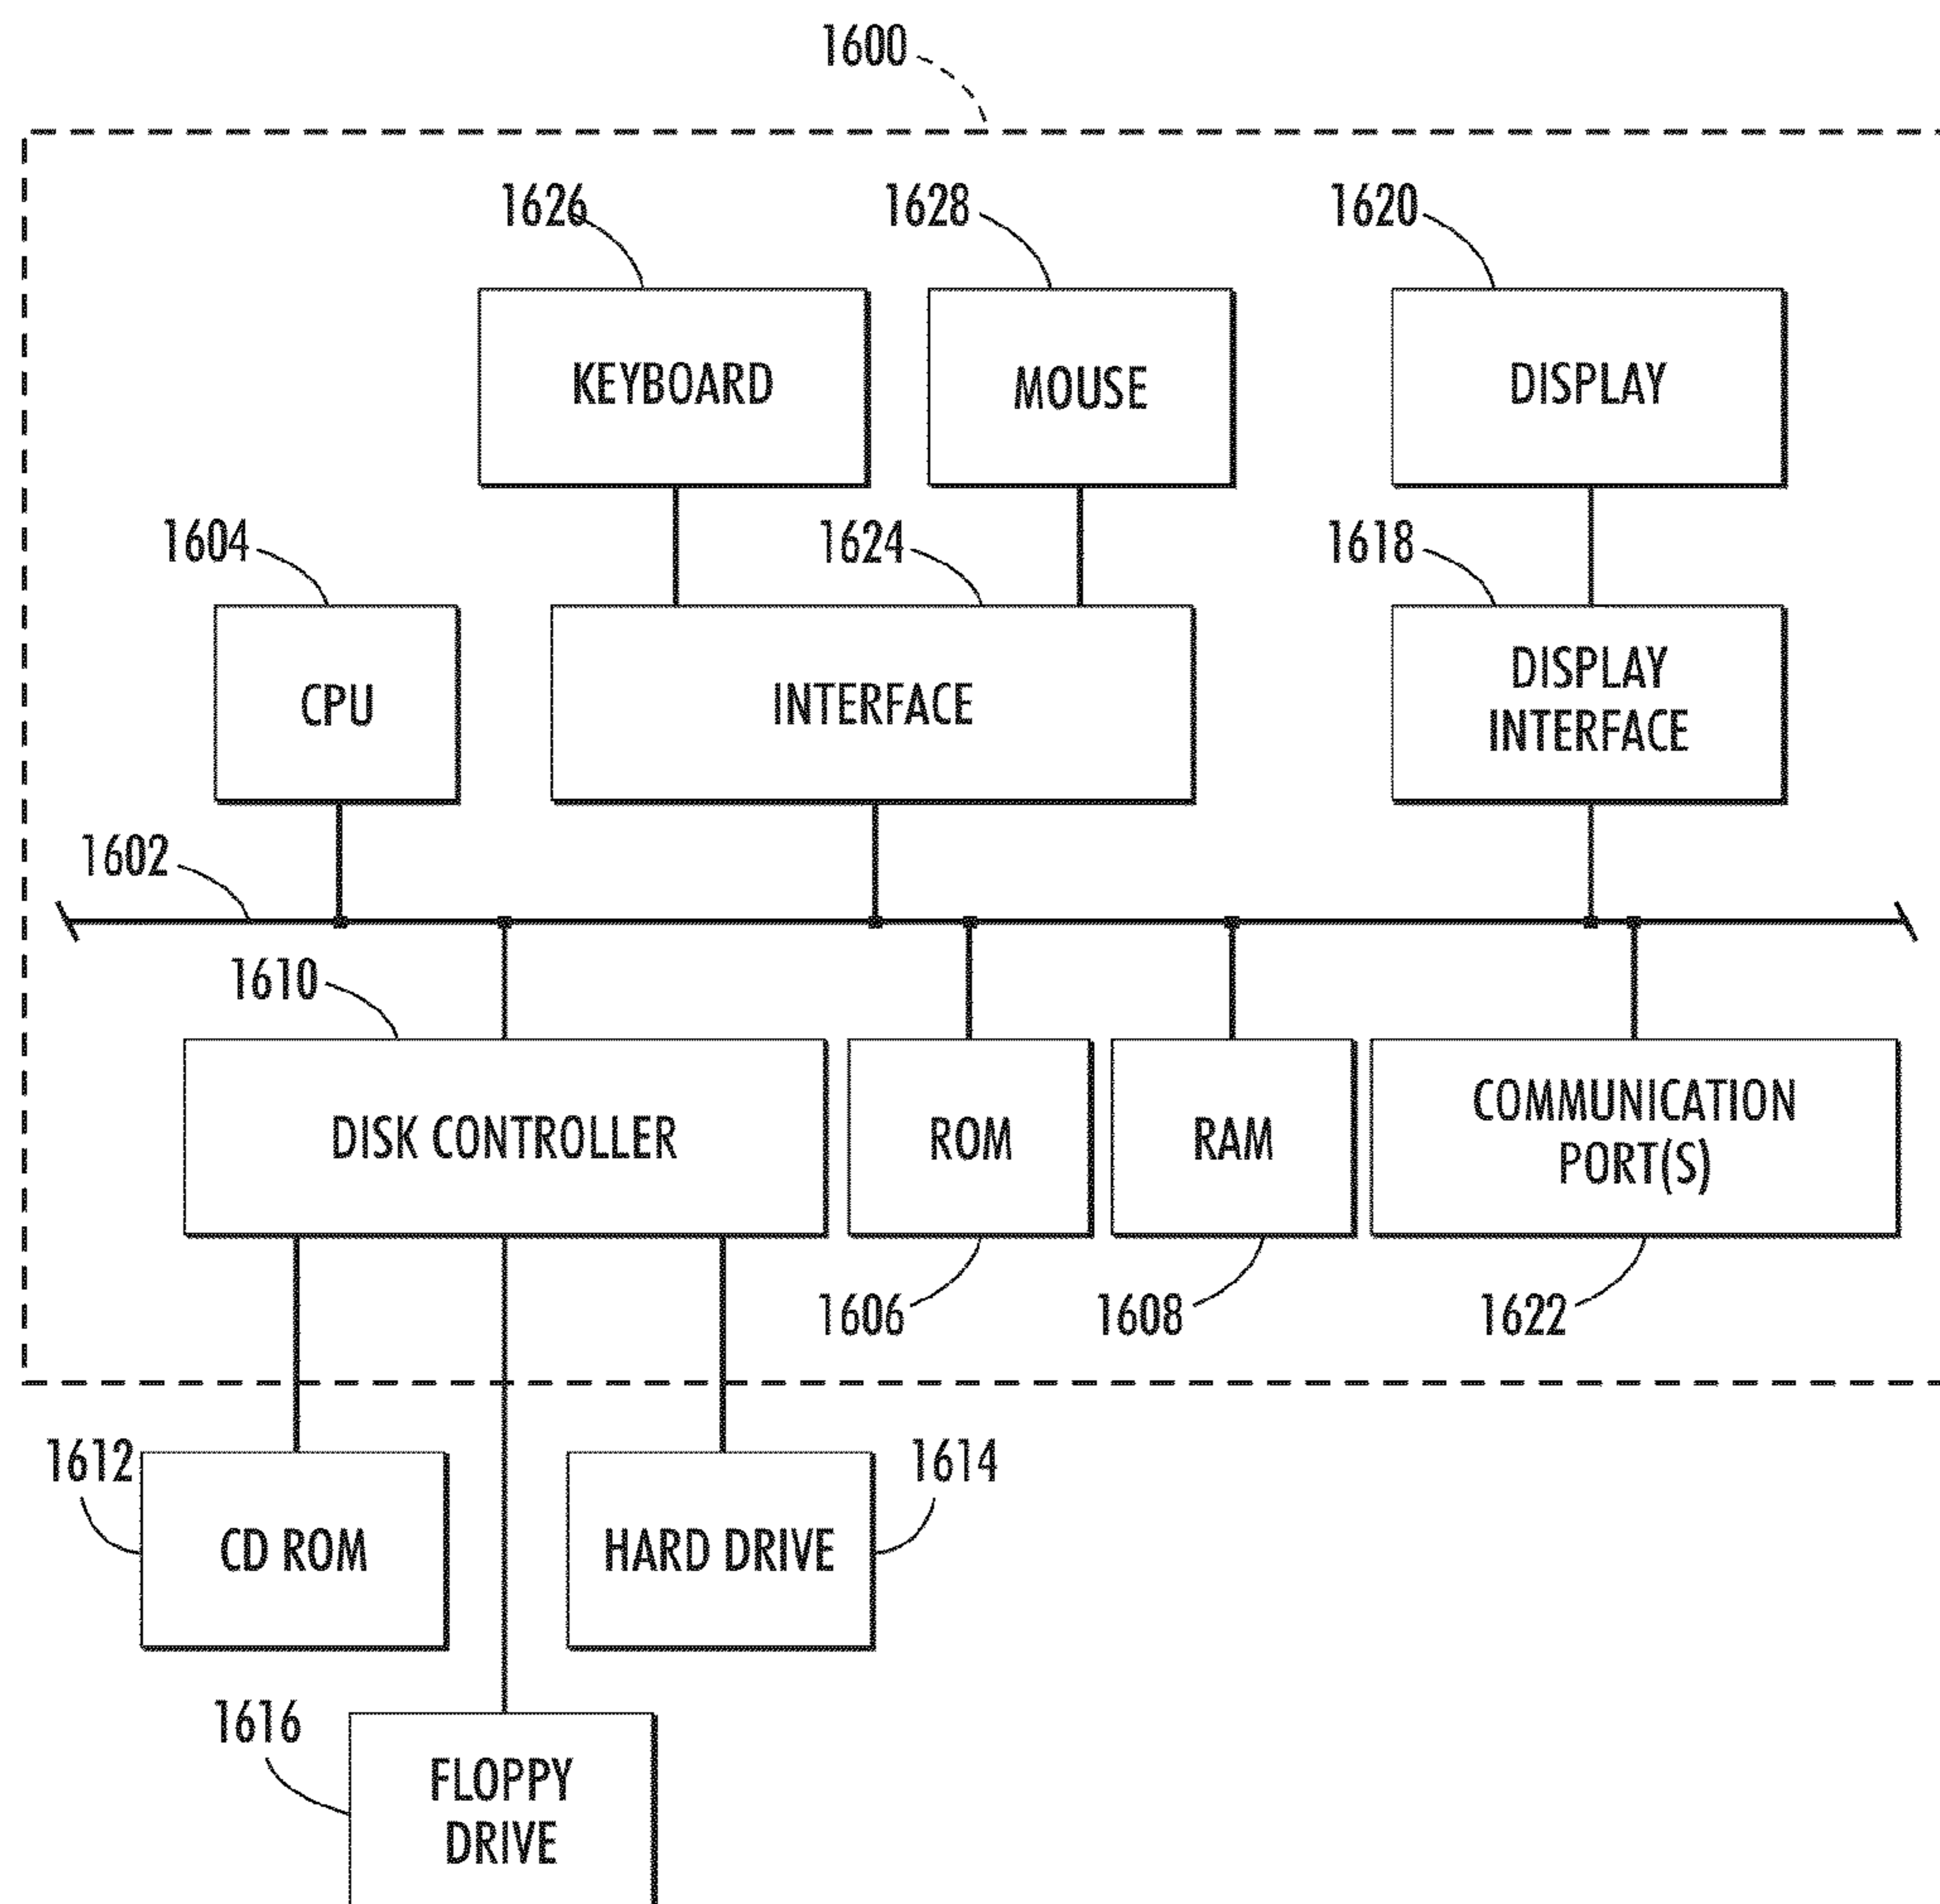 1600
1626
1628
1620
KEYBOARD
MOUSE
DISPLAY
1604
1624
1618
CPU
INTERFACE
DISPLAY
INTERFACE
1602
1610
DISK CONTROLLER
ROM
RAM
COMMUNICATION
PORT(S)
1606
1608
1622
1612
1614
CD ROM
HARD DRIVE
1616
FLOPPY
DRIVE